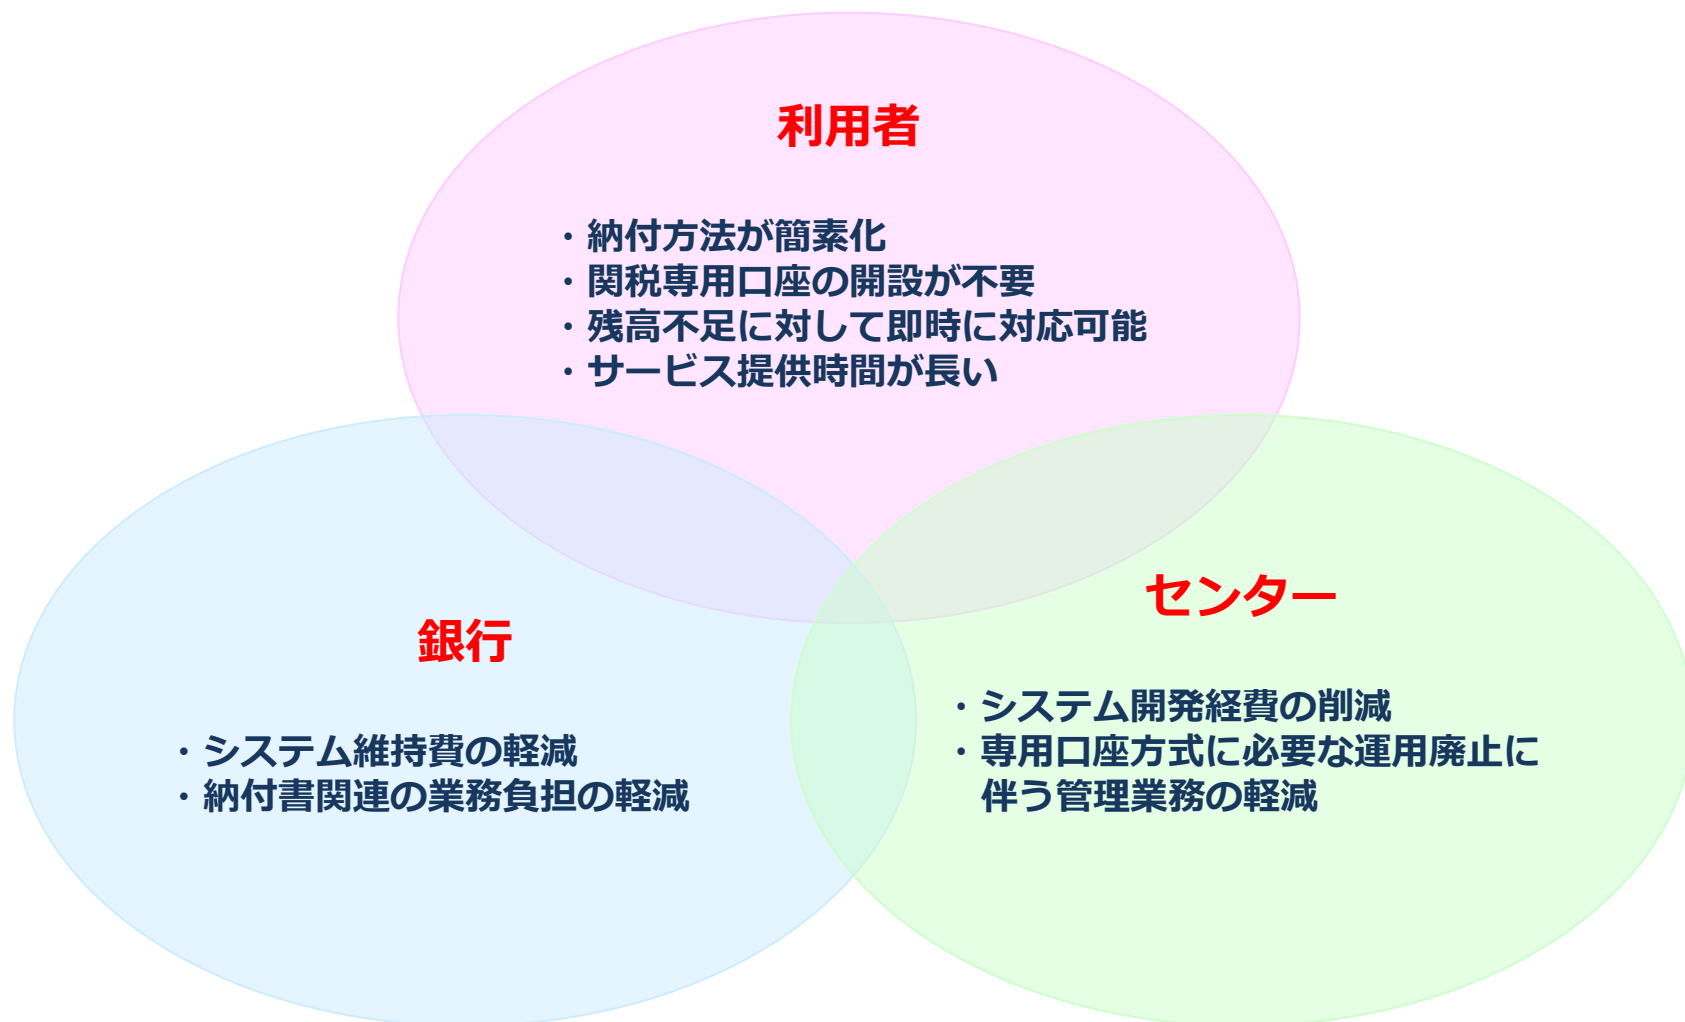 利用者
・納付方法が簡素化
・関税専用口座の開設が不要
・残高不足に対して即時に対応可能
・サービス提供時間が長い
銀行
・システム維持費の軽減
・納付書関連の業務負担の軽減
センター
・システム開発経費の削減
・専用口座方式に必要な運用廃止に
伴う管理業務の軽減